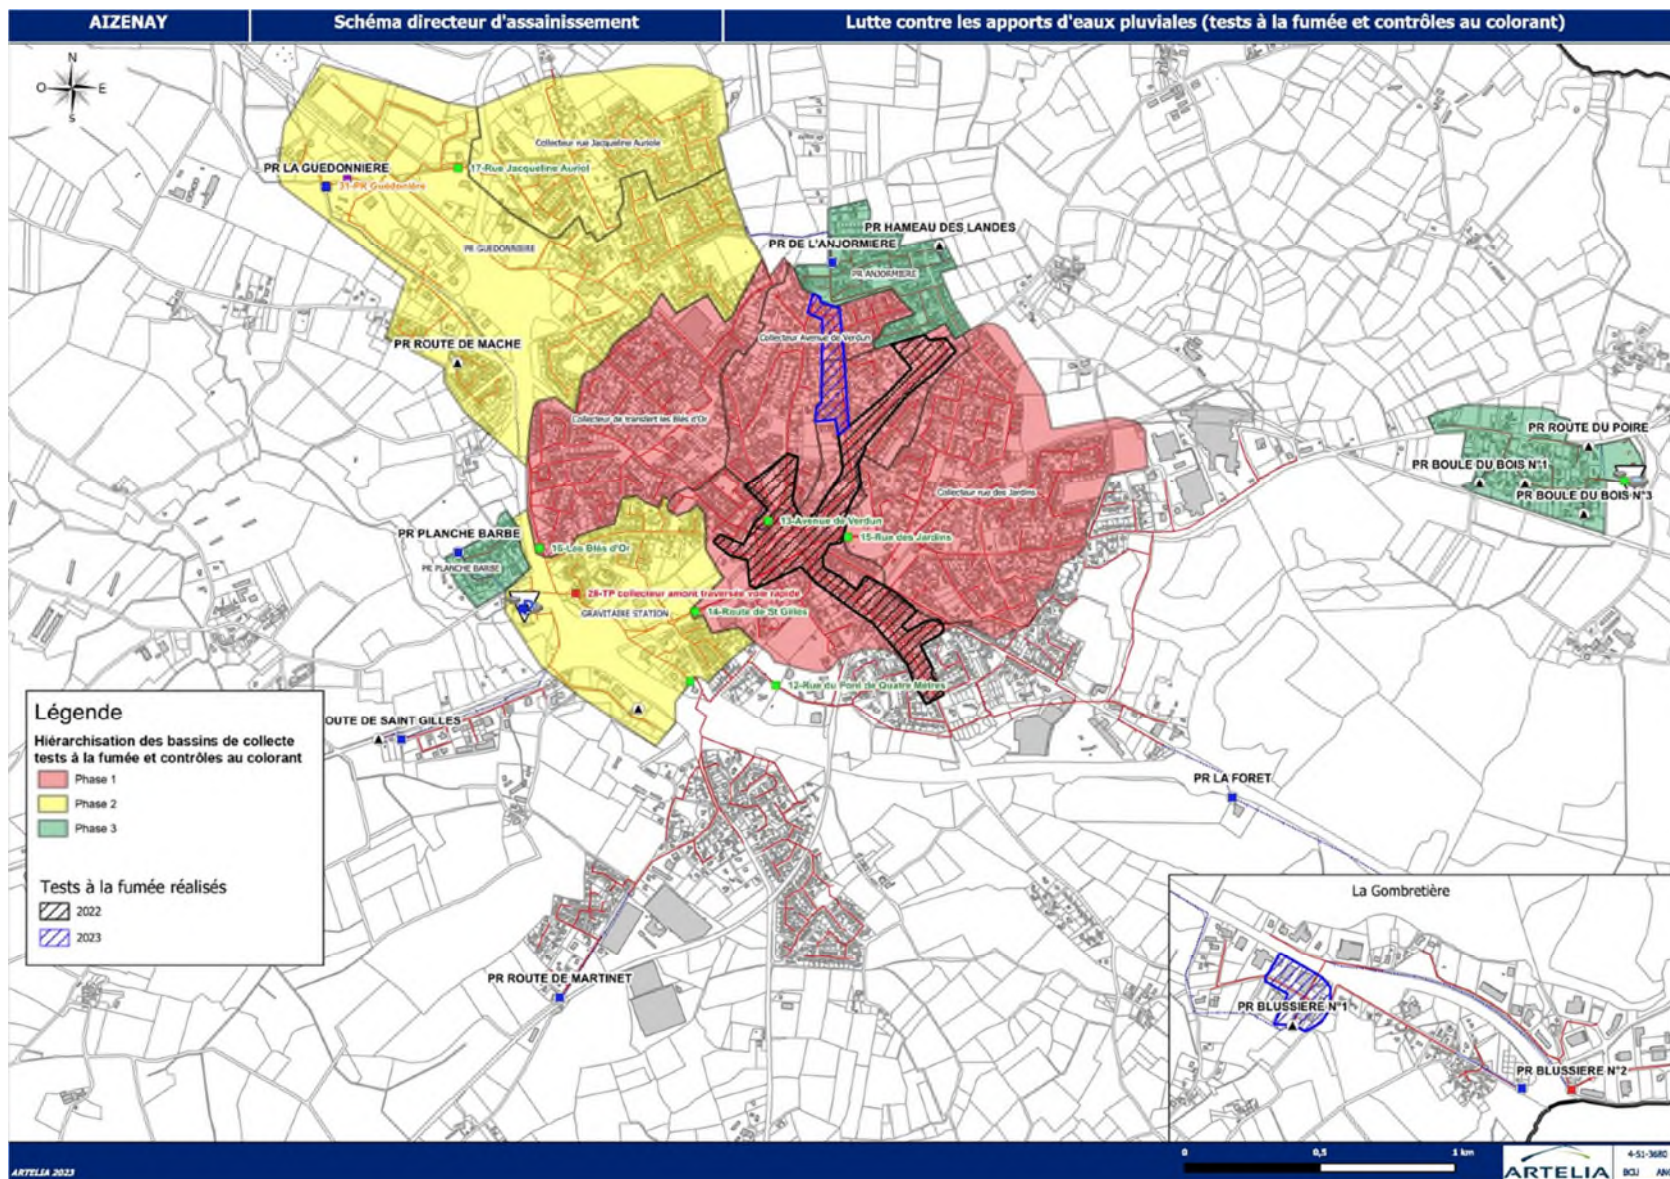 AIZENAY
Schéma directeur d'assainissement
Lutte contre les apports d'eaux pluviales (tests à la fumée et contrôles au colorant)
N
O
E
S
Collecteur rue Jacqueline Auriole
PR LA GUEDONNIERE
17-Rue Jacqueline Auriol
31-PR Guédonière
PR HAMEAU DES LANDES
PR DE L'ANJORMIERE
PR GUEDONNIERE
PR ANJORMIERE
Collecteur Avenue de Verdun
PR ROUTE DE MACHE
Collecteur de transfert les Blés d'Or
PR ROUTE DU POIRE
PR BOULE DU BOIS N°1
PR BOULE DU BOIS N°3
Collecteur rue des Jardins
13-Avenue de Verdun
15-Rue des Jardins
PR PLANCHE BARBE
16-Les Blés d'Or
PR PLANCHE BARBE
28-TP collecteur amont traversée voie rapide
GRAVITAIRE STATION
14-Route de St Gilles
12-Rue du Pont de Quatre Mètres
OUTE DE SAINT GILLES
Légende
Hiérarchisation des bassins de collecte
tests à la fumée et contrôles au colorant
Phase 1
Phase 2
Phase 3
Tests à la fumée réalisés
2022
2023
PR LA FORET
PR ROUTE DE MARTINET
La Gombretière
PR BLUSSIERE N°1
PR BLUSSIERE N°2
ARTELIA 2023
0
0,5
1 km
ARTELIA
4-51-3680
BCU